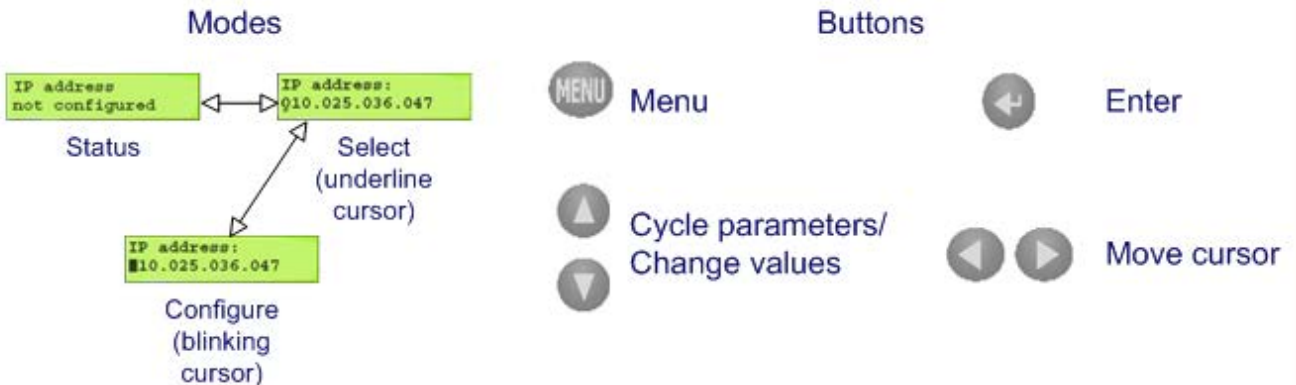 Modes
IP address
not configured
Status
IP address:
010.025.036.047
Select
(underline
cursor)
IP address:
10.025.036.047
Configure
(blinking
cursor)
Buttons
MENU
Menu
Enter
Cycle parameters/
Change values
Move cursor